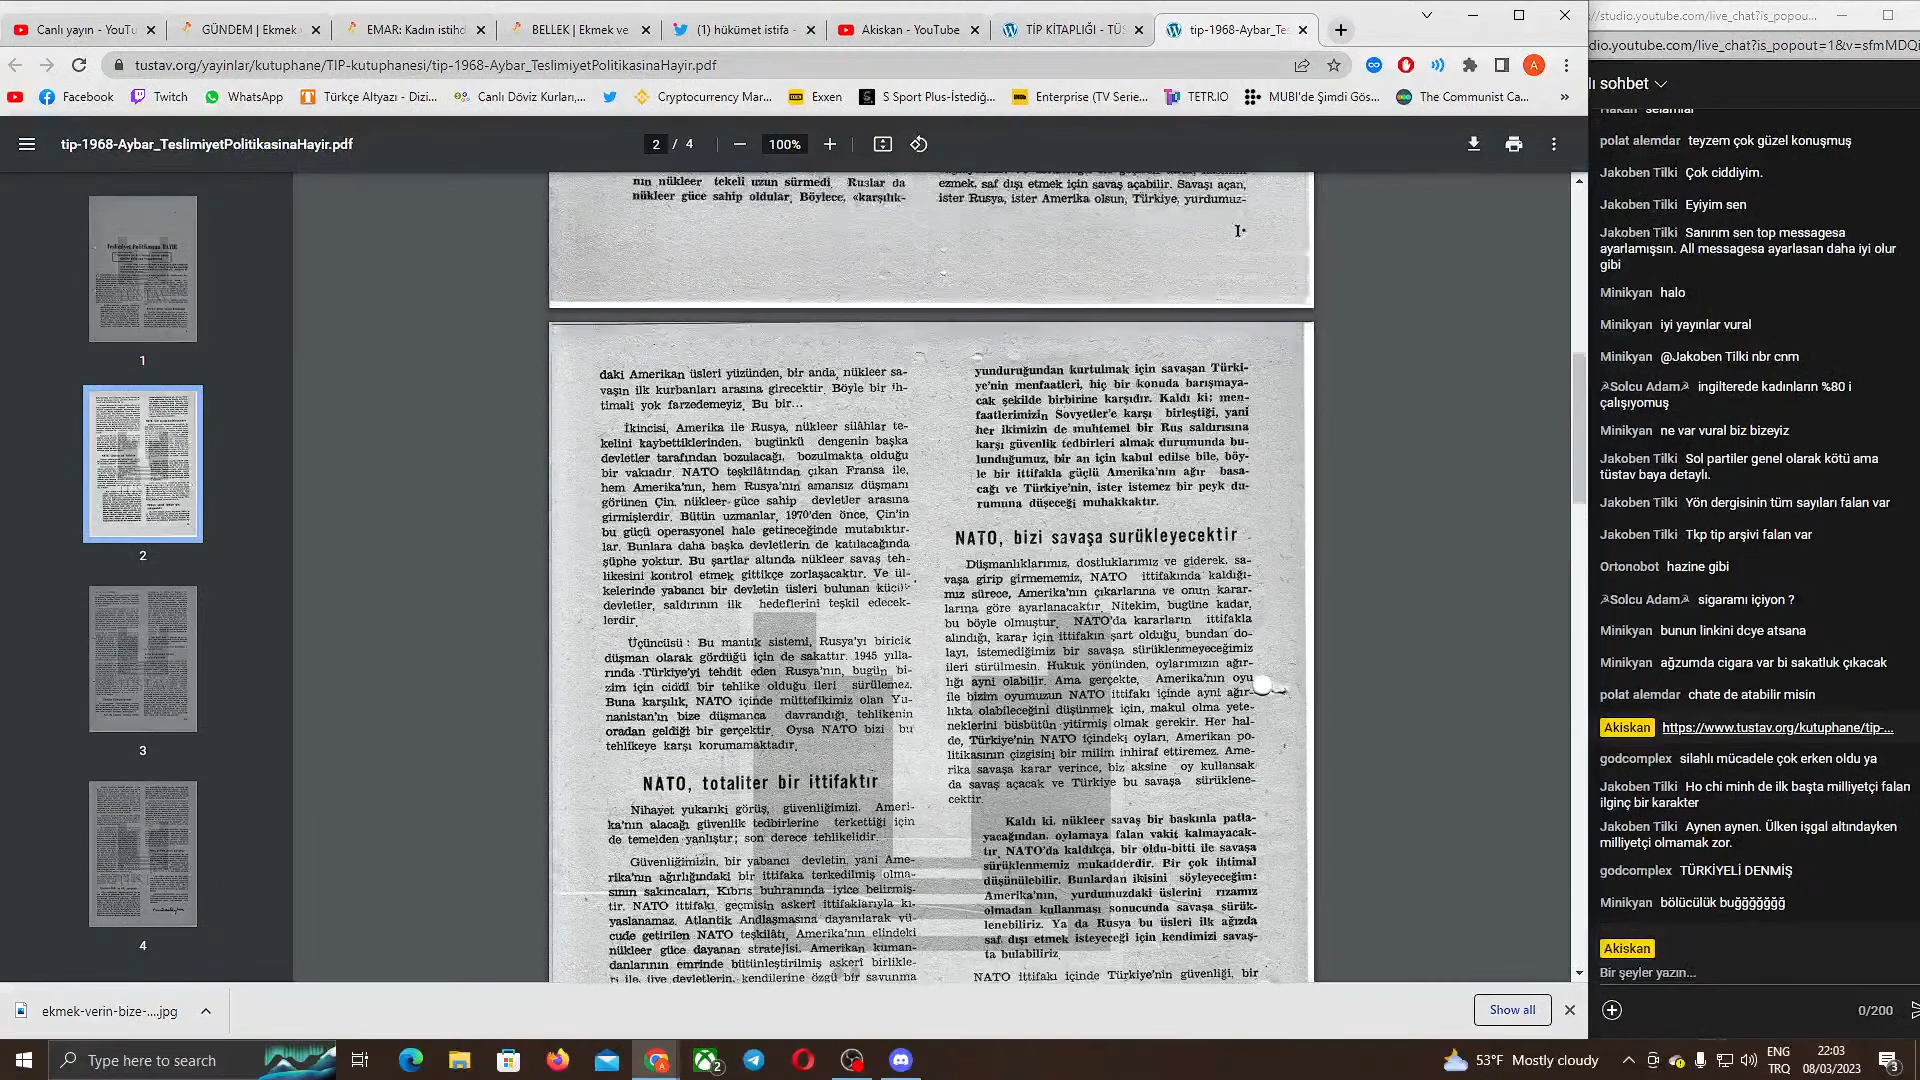 Canlı yayın - YouTu
GÜNDEM | Ekmek
EMAR: Kadın istihd
BELLEK | Ekmek ve
(1) hükümet istifa -
Akiskan - YouTube
TİP KİTAPLIĞI - TÜS
tip-1968-Aybar_Tes
tustav.org/yayinlar/kutuphane/TIP-kutuphanesi/tip-1968-Aybar_TeslimiyetPolitikasinaHayir.pdf
A
Facebook
Twitch
WhatsApp
Türkçe Altyazı - Dizi...
Canlı Döviz Kurları,...
Cryptocurrency Mar...
Exxen
S Sport Plus-İstediğ...
Enterprise (TV Serie...
TETR.IO
MUBI'de Şimdi Gös...
The Communist Ca...
»
tip-1968-Aybar_TeslimiyetPolitikasinaHayir.pdf
2 / 4
100%
1
2
3
4
Teslimiyet Politikasına HAYIR
nın nükleer tekeli uzun sürmedi. Ruslar da
nükleer güce sahip oldular. Böylece, «karşılık-
ezmek, saf dışı etmek için savaş açabilir. Savaşı açan,
ister Rusya, ister Amerika olsun, Türkiye, yurdumuz-
daki Amerikan üsleri yüzünden, bir anda, nükleer sa-
vaşın ilk kurbanları arasına girecektir. Böyle bir ih-
timali yok farzedemeyiz. Bu bir...
İkincisi, Amerika ile Rusya, nükleer silâhlar te-
kelini kaybettiklerinden, bugünkü dengenin başka
devletler tarafından bozulacağı, bozulmakta olduğu
bir vakıadır. NATO teşkilâtından çıkan Fransa ile,
hem Amerika'nın, hem Rusya'nın amansız düşmanı
görünen Çin, nükleer güce sahip devletler arasına
girmişlerdir. Bütün uzmanlar, 1970'den önce, Çin'in
bu gücü operasyonel hale getireceğinde mutabıktır-
lar. Bunlara daha başka devletlerin de katılacağında
şüphe yoktur. Bu şartlar altında nükleer savaş teh-
likesini kontrol etmek gittikçe zorlaşacaktır. Ve ül-
kelerinde yabancı bir devletin üsleri bulunan küçük
devletler, saldırının ilk hedeflerini teşkil edecek-
lerdir.
Üçüncüsü : Bu mantık sistemi, Rusya'yı biricik
düşman olarak gördüğü için de sakattır. 1945 yılla-
rında Türkiye'yi tehdit eden Rusya'nın, bugün bi-
zim için ciddî bir tehlike olduğu ileri sürülemez.
Buna karşılık, NATO içinde müttefikimiz olan Yu-
nanistan'ın bize düşmanca davrandığı, tehlikenin
oradan geldiği bir gerçektir. Oysa NATO bizi bu
tehlikeye karşı korumamaktadır.
NATO, totaliter bir ittifaktır
Nihayet yukarıki görüş, güvenliğimizi, Ameri-
ka'nın alacağı güvenlik tedbirlerine terkettiği için
de temelden yanlıştır; son derece tehlikelidir.
Güvenliğimizin, bir yabancı devletin, yani Ame-
rika'nın ağırlığındaki bir ittifaka terkedilmiş olma-
sının sakıncaları, Kıbrıs buhranında iyice belirmiş-
tir. NATO ittifakı, geçmişin askerî ittifaklarıyla kı-
yaslanamaz. Atlantik Andlaşmasına dayanılarak vü-
cude getirilen NATO teşkilâtı, Amerika'nın elindeki
nükleer güce dayanan stratejisi, Amerikan kuman-
danlarının emrinde bütünleştirilmiş askerî birlikle-
ri ile, üye devletlerin, kendilerine özgü bir savunma
yunduruğundan kurtulmak için savaşan Türki-
ye'nin menfaatleri, hiç bir konuda barışmaya-
cak şekilde birbirine karşıdır. Kaldı ki; men-
faatlerimizin Sovyetler'e karşı birleştiği, yani
her ikimizin de muhtemel bir Rus saldırısına
karşı güvenlik tedbirleri almak durumunda bu-
lunduğumuz, bir an için kabul edilse bile, böy-
le bir ittifakla güçlü Amerika'nın ağır basa-
cağı ve Türkiye'nin, ister istemez bir peyk du-
rumuna düşeceği muhakkaktır.
NATO, bizi savaşa sürükleyecektir
Düşmanlıklarımız, dostluklarımız ve giderek, sa-
vaşa girip girmememiz, NATO ittifakında kaldığı-
mız sürece, Amerika'nın çıkarlarına ve onun karar-
larına göre ayarlanacaktır. Nitekim, bugüne kadar,
bu böyle olmuştur. NATO'da kararların ittifakla
alındığı, karar için ittifakın şart olduğu, bundan do-
layı, istemediğimiz bir savaşa sürüklenmeyeceğimiz
ileri sürülmesin. Hukuk yönünden, oylarımızın ağır-
lığı ayni olabilir. Ama gerçekte, Amerika'nın oyu
ile bizim oyumuzun NATO ittifakı içinde ayni ağır-
lıkta olabileceğini düşünmek için, makul olma yete-
neklerini büsbütün yitirmiş olmak gerekir. Her hal-
de, Türkiye'nin NATO içindeki oyları, Amerikan po-
litikasının çizgisini bir milim inhiraf ettiremez. Ame-
rika savaşa karar verince, biz aksine oy kullansak
da savaş açacak ve Türkiye bu savaşa sürüklene-
cektir.
Kaldı ki, nükleer savaş bir baskınla patla-
yacağından, oylamaya falan vakit kalmayacak-
tır. NATO'da kaldıkça, bir oldu-bitti ile savaşa
sürüklenmemiz mukadderdir. Bir çok ihtimal
düşünülebilir. Bunlardan ikisini söyleyeceğim:
Amerika'nın, yurdumuzdaki üslerini rızamız
olmadan kullanması sonucunda savaşa sürük-
lenebiliriz. Ya da Rusya bu üsleri ilk ağızda
saf dışı etmek isteyeceği için kendimizi savaş-
ta bulabiliriz.
NATO ittifakı içinde Türkiye'nin güvenliği, bir
//studio.youtube.com/live_chat?is_popou...
dio.youtube.com/live_chat?is_popout=1&v=sfmMDQi
lı sohbet
Hakan selamlar
polat alemdar teyzem çok güzel konuşmuş
Jakoben Tilki Çok ciddiyim.
Jakoben Tilki Eyiyim sen
Jakoben Tilki Sanırım sen top messagesa
ayarlamışsın. All messagesa ayarlasan daha iyi olur
gibi
Minikyan halo
Minikyan iyi yayınlar vural
Minikyan @Jakoben Tilki nbr cnm
☭Solcu Adam☭ ingilterede kadınların %80 i
çalışıyomuş
Minikyan ne var vural biz bizeyiz
Jakoben Tilki Sol partiler genel olarak kötü ama
tüstav baya detaylı.
Jakoben Tilki Yön dergisinin tüm sayıları falan var
Jakoben Tilki Tkp tip arşivi falan var
Ortonobot hazine gibi
☭Solcu Adam☭ sigaramı içiyon ?
Minikyan bunun linkini dcye atsana
Minikyan ağzumda cigara var bi sakatluk çıkacak
polat alemdar chate de atabilir misin
Akiskan https://www.tustav.org/kutuphane/tip-...
godcomplex silahlı mücadele çok erken oldu ya
Jakoben Tilki Ho chi minh de ilk başta milliyetçi falan
ilginç bir karakter
Jakoben Tilki Aynen aynen. Ülken işgal altındayken
milliyetçi olmamak zor.
godcomplex TÜRKİYELİ DENMİŞ
Minikyan bölücülük buğğğğğğğ
Akiskan
Bir şeyler yazın...
0/200
ekmek-verin-bize-....jpg
Show all
Type here to search
2
53°F Mostly cloudy
ENG
TRQ
22:03
08/03/2023
3